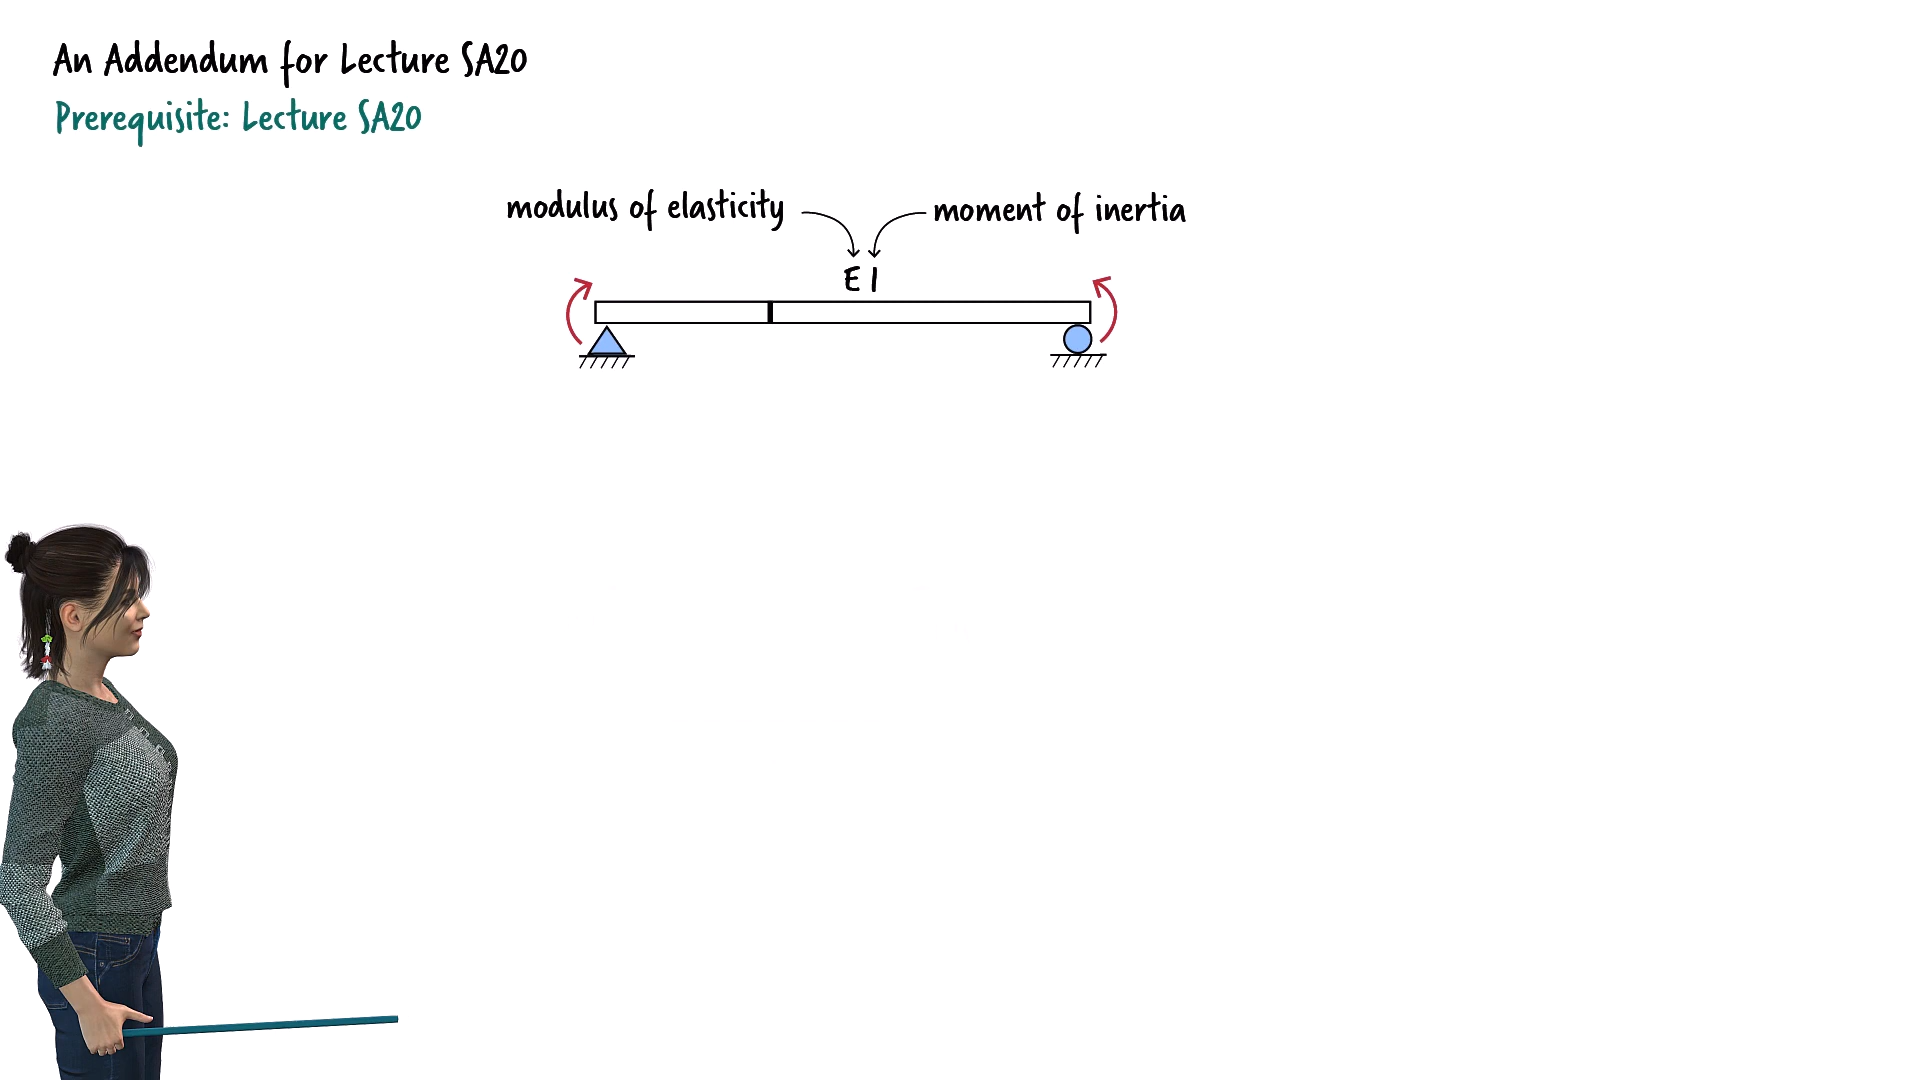 An Addendum for Lecture SA20
Prerequisite: Lecture SA20
modulus of elasticity
moment of inertia
E I